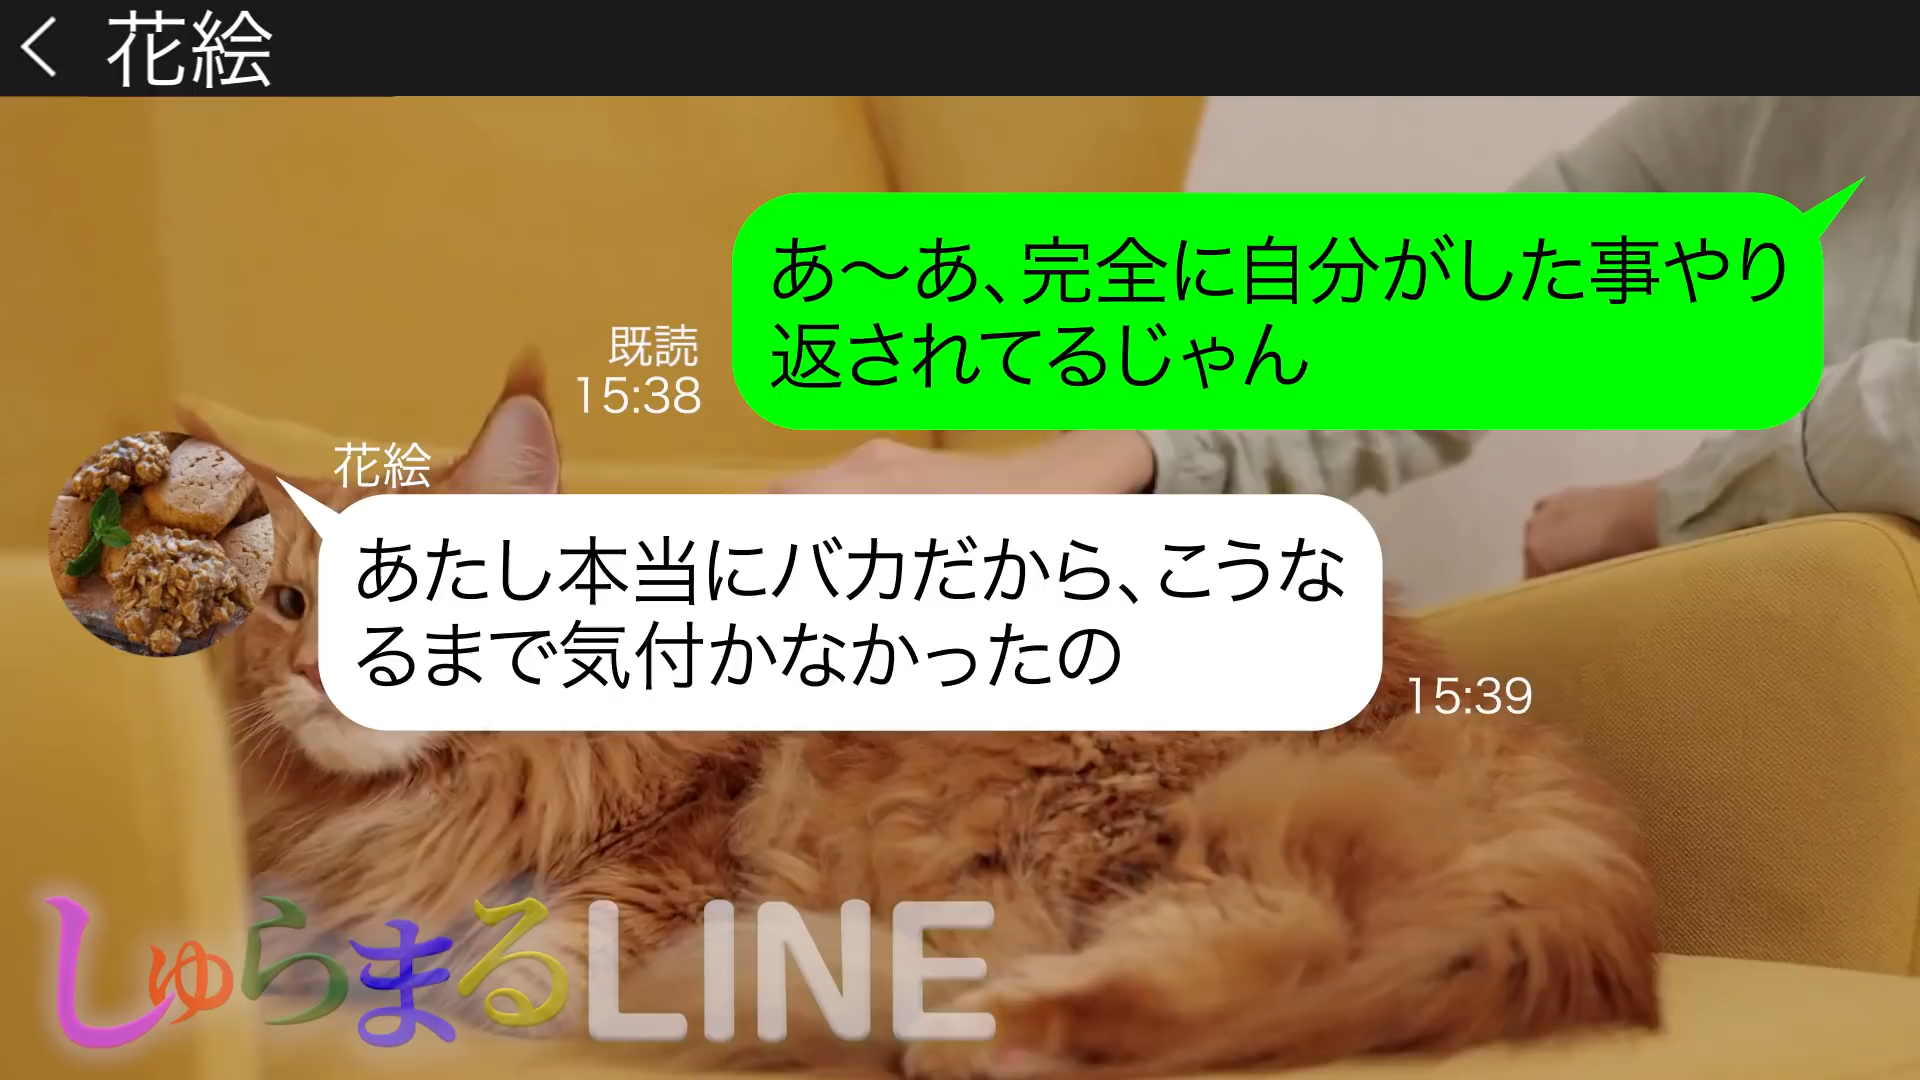 花絵
あ〜あ、完全に自分がした事やり
返されてるじゃん
既読
15:38
花絵
あたし本当にバカだから、こうな
るまで気付かなかったの
15:39
しゅらまるLINE